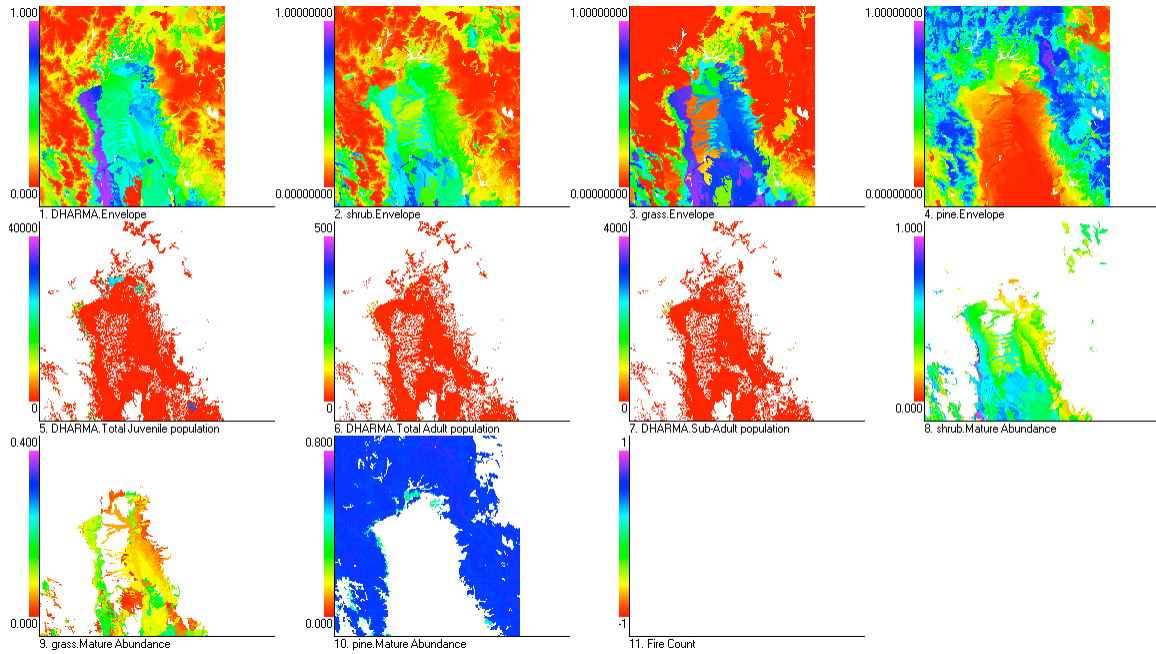 1.000
0.000
1. DHARMA.Envelope
1.00000000
0.00000000
2. shrub.Envelope
1.00000000
0.00000000
3. grass.Envelope
1.00000000
0.00000000
4. pine.Envelope
40000
0
5. DHARMA.Total Juvenile population
500
0
6. DHARMA.Total Adult population
4000
0
7. DHARMA.Sub-Adult population
1.000
0.000
8. shrub.Mature Abundance
0.400
0.000
9. grass.Mature Abundance
0.800
0.000
10. pine.Mature Abundance
1
-1
11. Fire Count